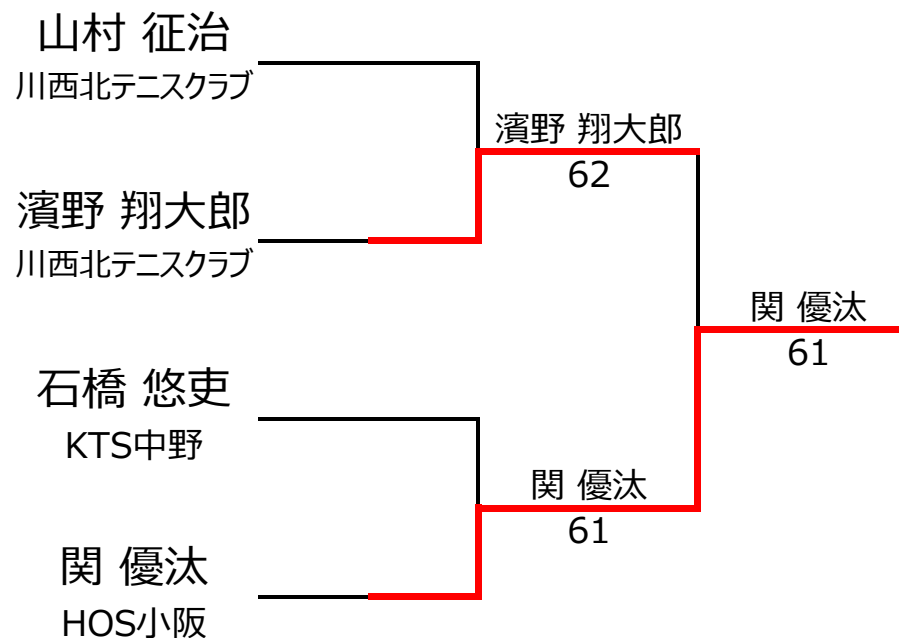 山村 征治
川西北テニスクラブ
濱野 翔大郎
62
濱野 翔大郎
川西北テニスクラブ
関 優汰
61
石橋 悠吏
KTS中野
関 優汰
61
関 優汰
HOS小阪